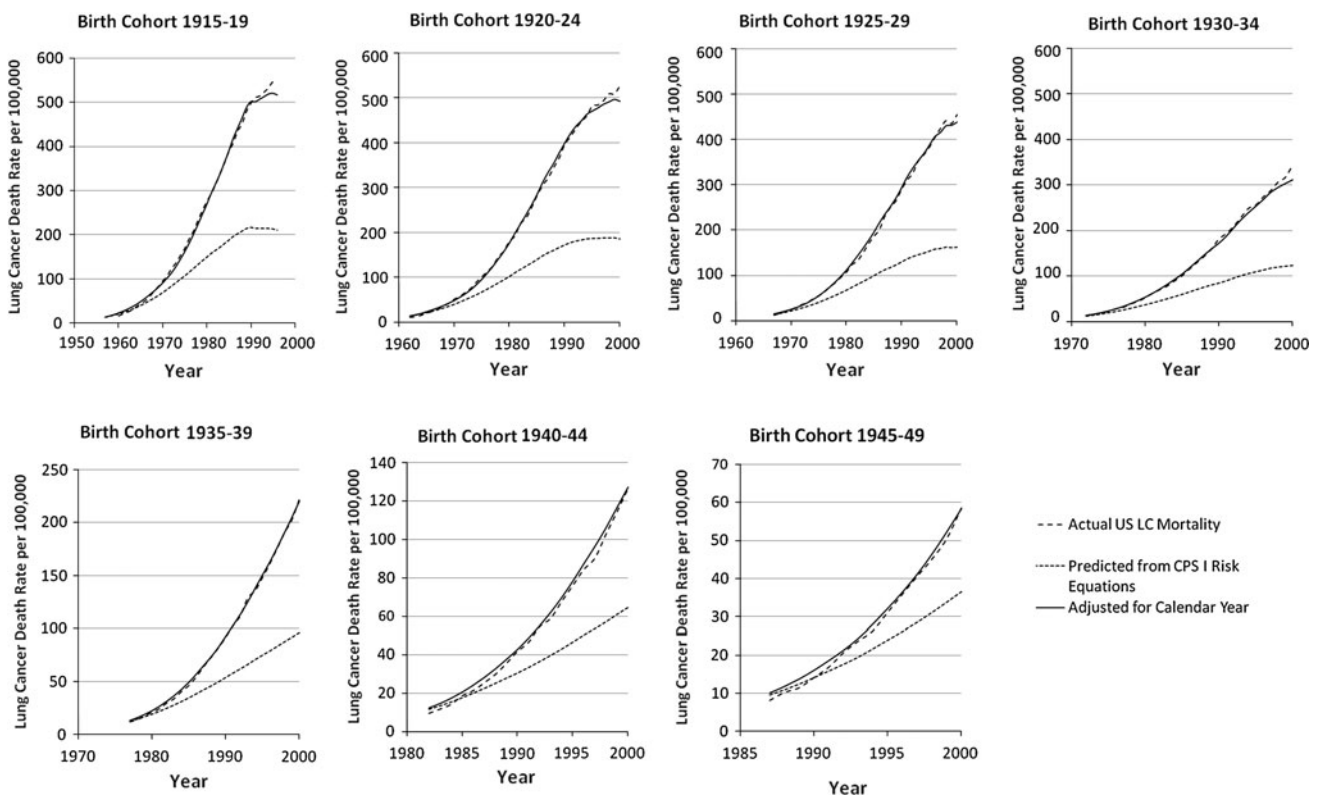 Birth Cohort 1915-19
Lung Cancer Death Rate per 100,000
600
500
400
300
200
100
0
1950 1960 1970 1980 1990 2000
Year
Birth Cohort 1920-24
Lung Cancer Death Rate per 100,000
600
500
400
300
200
100
0
1960 1970 1980 1990 2000
Year
Birth Cohort 1925-29
Lung Cancer Death Rate per 100,000
600
500
400
300
200
100
0
1960 1970 1980 1990 2000
Year
Birth Cohort 1930-34
Lung Cancer Death Rate per 100,000
600
500
400
300
200
100
0
1970 1980 1990 2000
Year
Birth Cohort 1935-39
Lung Cancer Death Rate per 100,000
250
200
150
100
50
0
1970 1980 1990 2000
Year
Birth Cohort 1940-44
Lung Cancer Death Rate per 100,000
140
120
100
80
60
40
20
0
1980 1985 1990 1995 2000
Year
Birth Cohort 1945-49
Lung Cancer Death Rate per 100,000
70
60
50
40
30
20
10
0
1985 1990 1995 2000
Year
Actual US LC Mortality
Predicted from CPS I Risk
Equations
Adjusted for Calendar Year